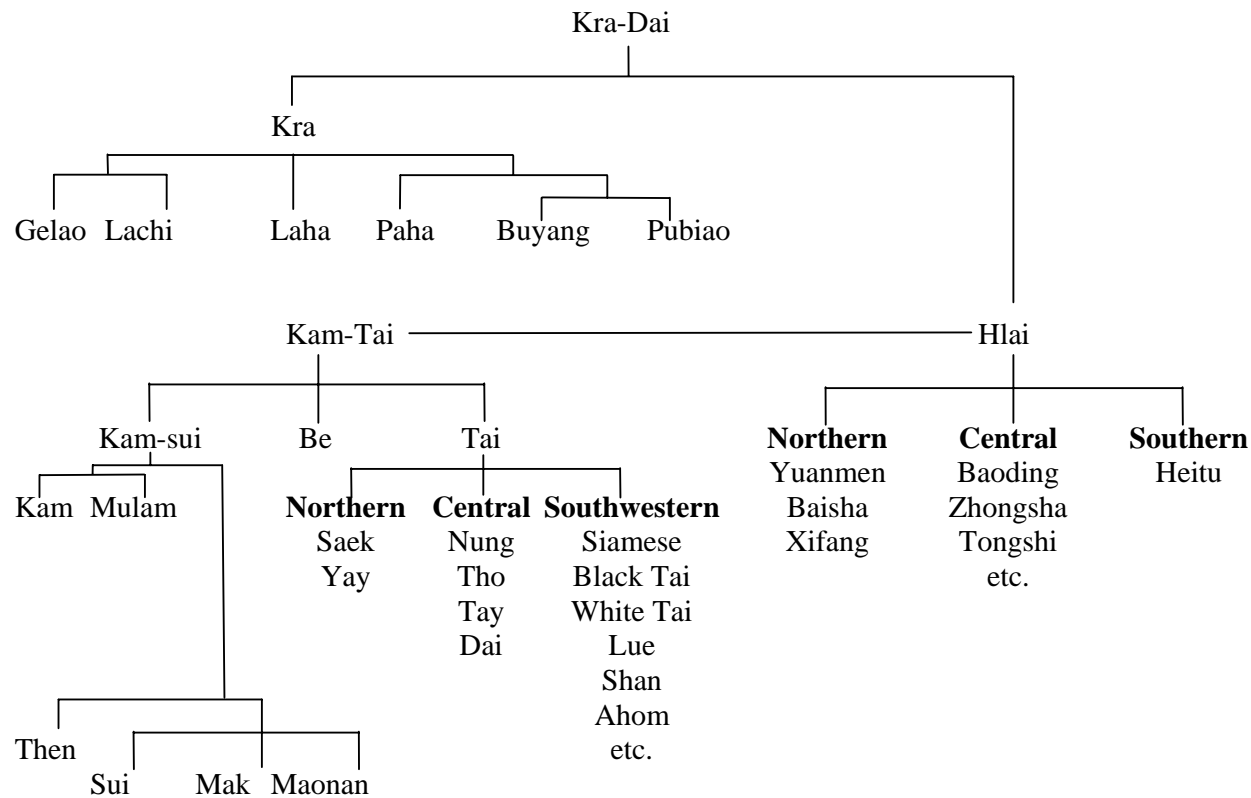 Kra-Dai
Kra
Gelao Lachi Laha Paha Buyang Pubiao
Kam-Tai Hlai
Kam-sui Be Tai Northern Central Southern
Yuanmen Baoding Heitu
Kam Mulam Northern Central Southwestern Baisha Zhongsha
Saek Nung Siamese Xifang Tongshi
Yay Tho Black Tai etc.
Tay White Tai
Dai Lue
Shan
Ahom
Then etc.
Sui Mak Maonan